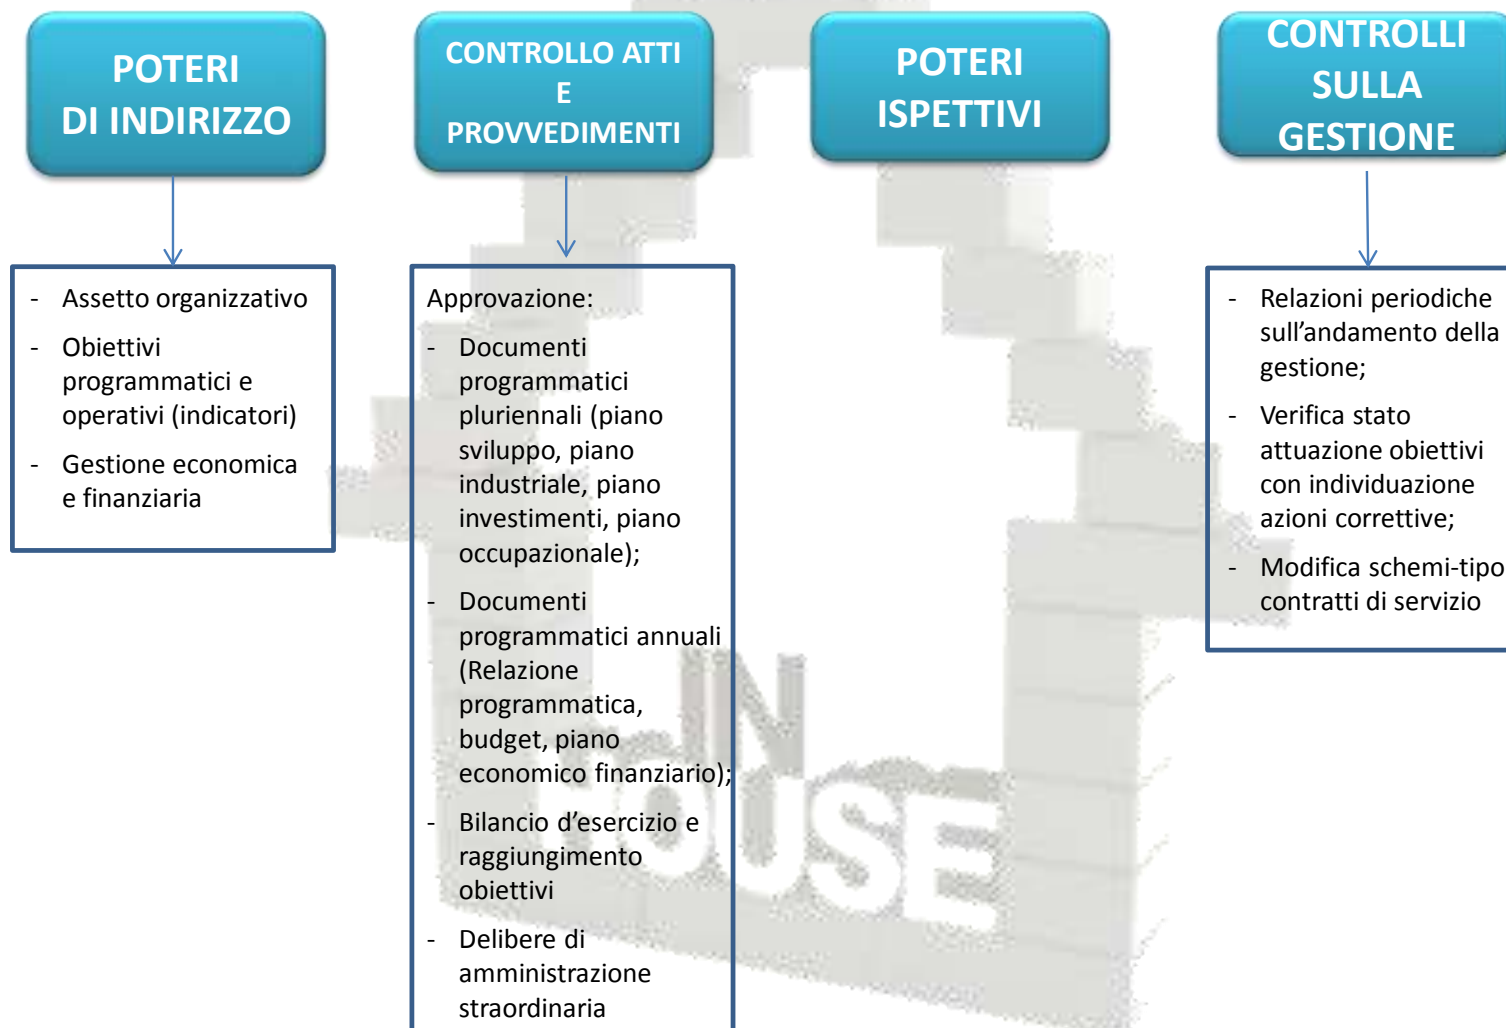 POTERI
DI INDIRIZZO
CONTROLLO ATTI
E
PROVVEDIMENTI
POTERI
ISPETTIVI
CONTROLLI
SULLA
GESTIONE
- Assetto organizzativo
- Obiettivi
programmatici e
operativi (indicatori)
- Gestione economica
e finanziaria
Approvazione:
- Documenti
programmatici
pluriennali (piano
sviluppo, piano
industriale, piano
investimenti, piano
occupazionale);
- Documenti
programmatici annuali
(Relazione
programmatica,
budget, piano
economico finanziario);
- Bilancio d’esercizio e
raggiungimento
obiettivi
- Delibere di
amministrazione
straordinaria
- Relazioni periodiche
sull’andamento della
gestione;
- Verifica stato
attuazione obiettivi
con individuazione
azioni correttive;
- Modifica schemi-tipo
contratti di servizio
IN
HOUSE